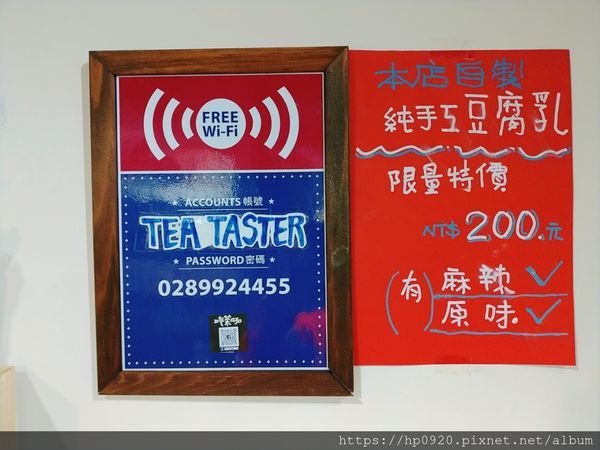 FREE
Wi-Fi
ACCOUNTS 帳號
TEA TASTER
PASSWORD 密碼
0289924455
本店自製
純手工豆腐乳
限量特價
NT$ 200.元
(有)
麻辣 ✓
原味 ✓
https://hp0920.pixnet.net/album